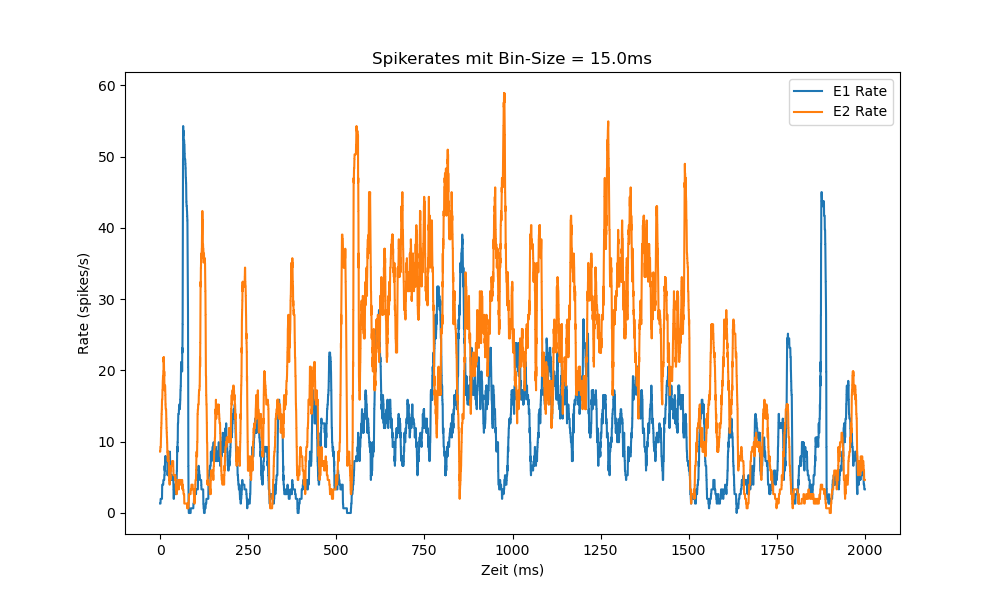 Spikerates mit Bin-Size = 15.0ms
E1 Rate
E2 Rate
60
50
40
30
20
10
0
Rate (spikes/s)
0 250 500 750 1000 1250 1500 1750 2000
Zeit (ms)